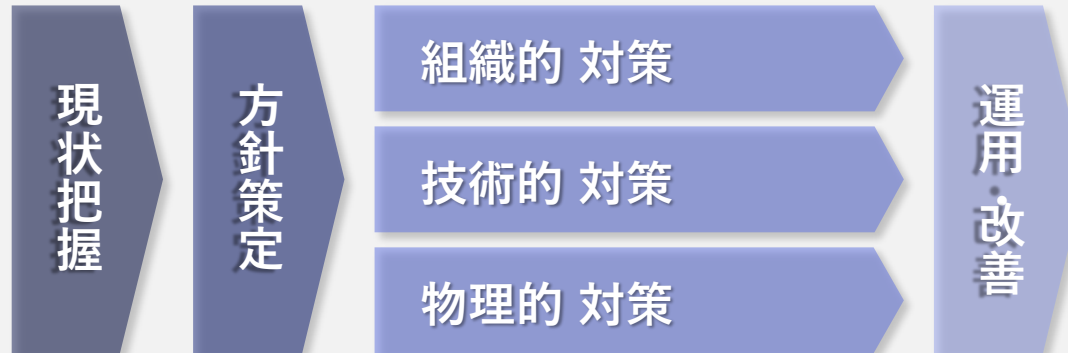 現状把握
方針策定
組織的 対策
技術的 対策
物理的 対策
運用・改善